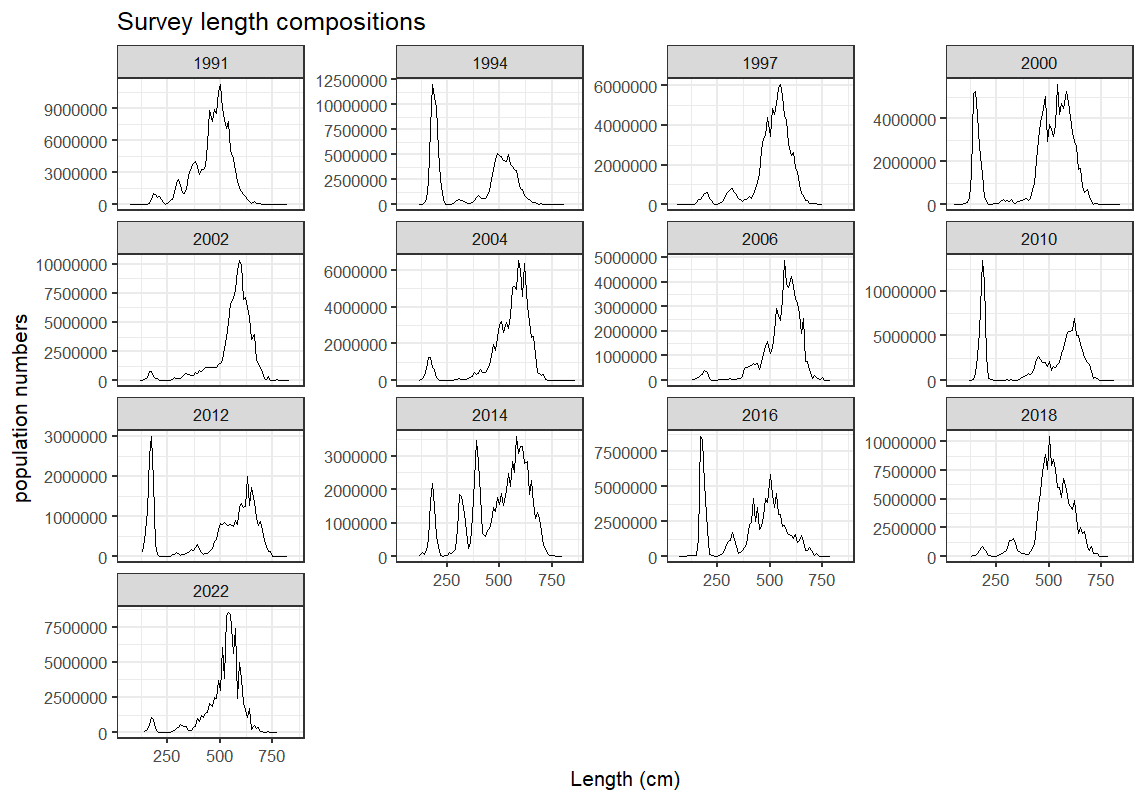 Survey length compositions
1991 1994 1997 2000
9000000 6000000 3000000 0
12500000 10000000 7500000 5000000 2500000 0
6000000 4000000 2000000 0
4000000 2000000 0
2002 2004 2006 2010
10000000 7500000 5000000 2500000 0
6000000 4000000 2000000 0
5000000 4000000 3000000 2000000 1000000 0
10000000 5000000 0
2012 2014 2016 2018
3000000 2000000 1000000 0
3000000 2000000 1000000 0
7500000 5000000 2500000 0
10000000 7500000 5000000 2500000 0
250 500 750 250 500 750 250 500 750
2022
7500000 5000000 2500000 0
250 500 750
population numbers
Length (cm)